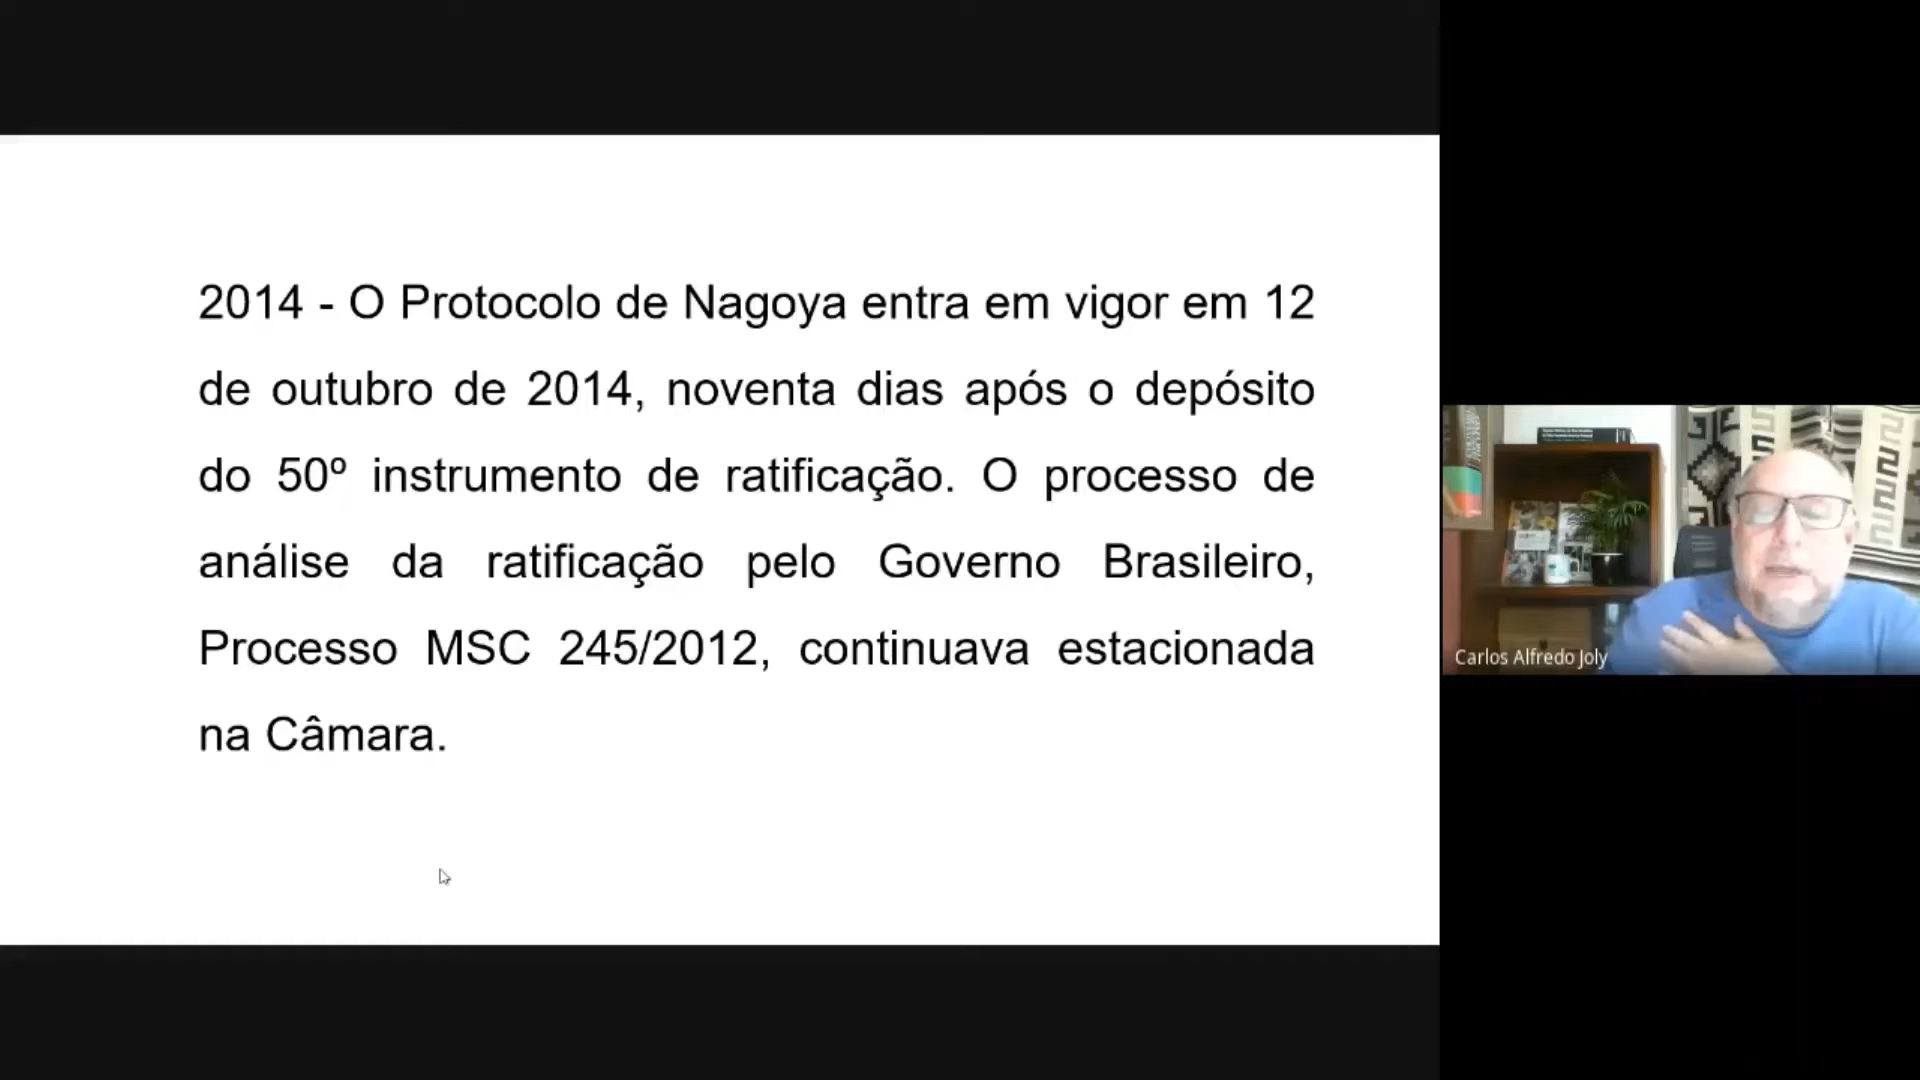 2014 - O Protocolo de Nagoya entra em vigor em 12
de outubro de 2014, noventa dias após o depósito
do 50º instrumento de ratificação. O processo de
análise da ratificação pelo Governo Brasileiro,
Processo MSC 245/2012, continuava estacionada
na Câmara.
Carlos Alfredo Joly